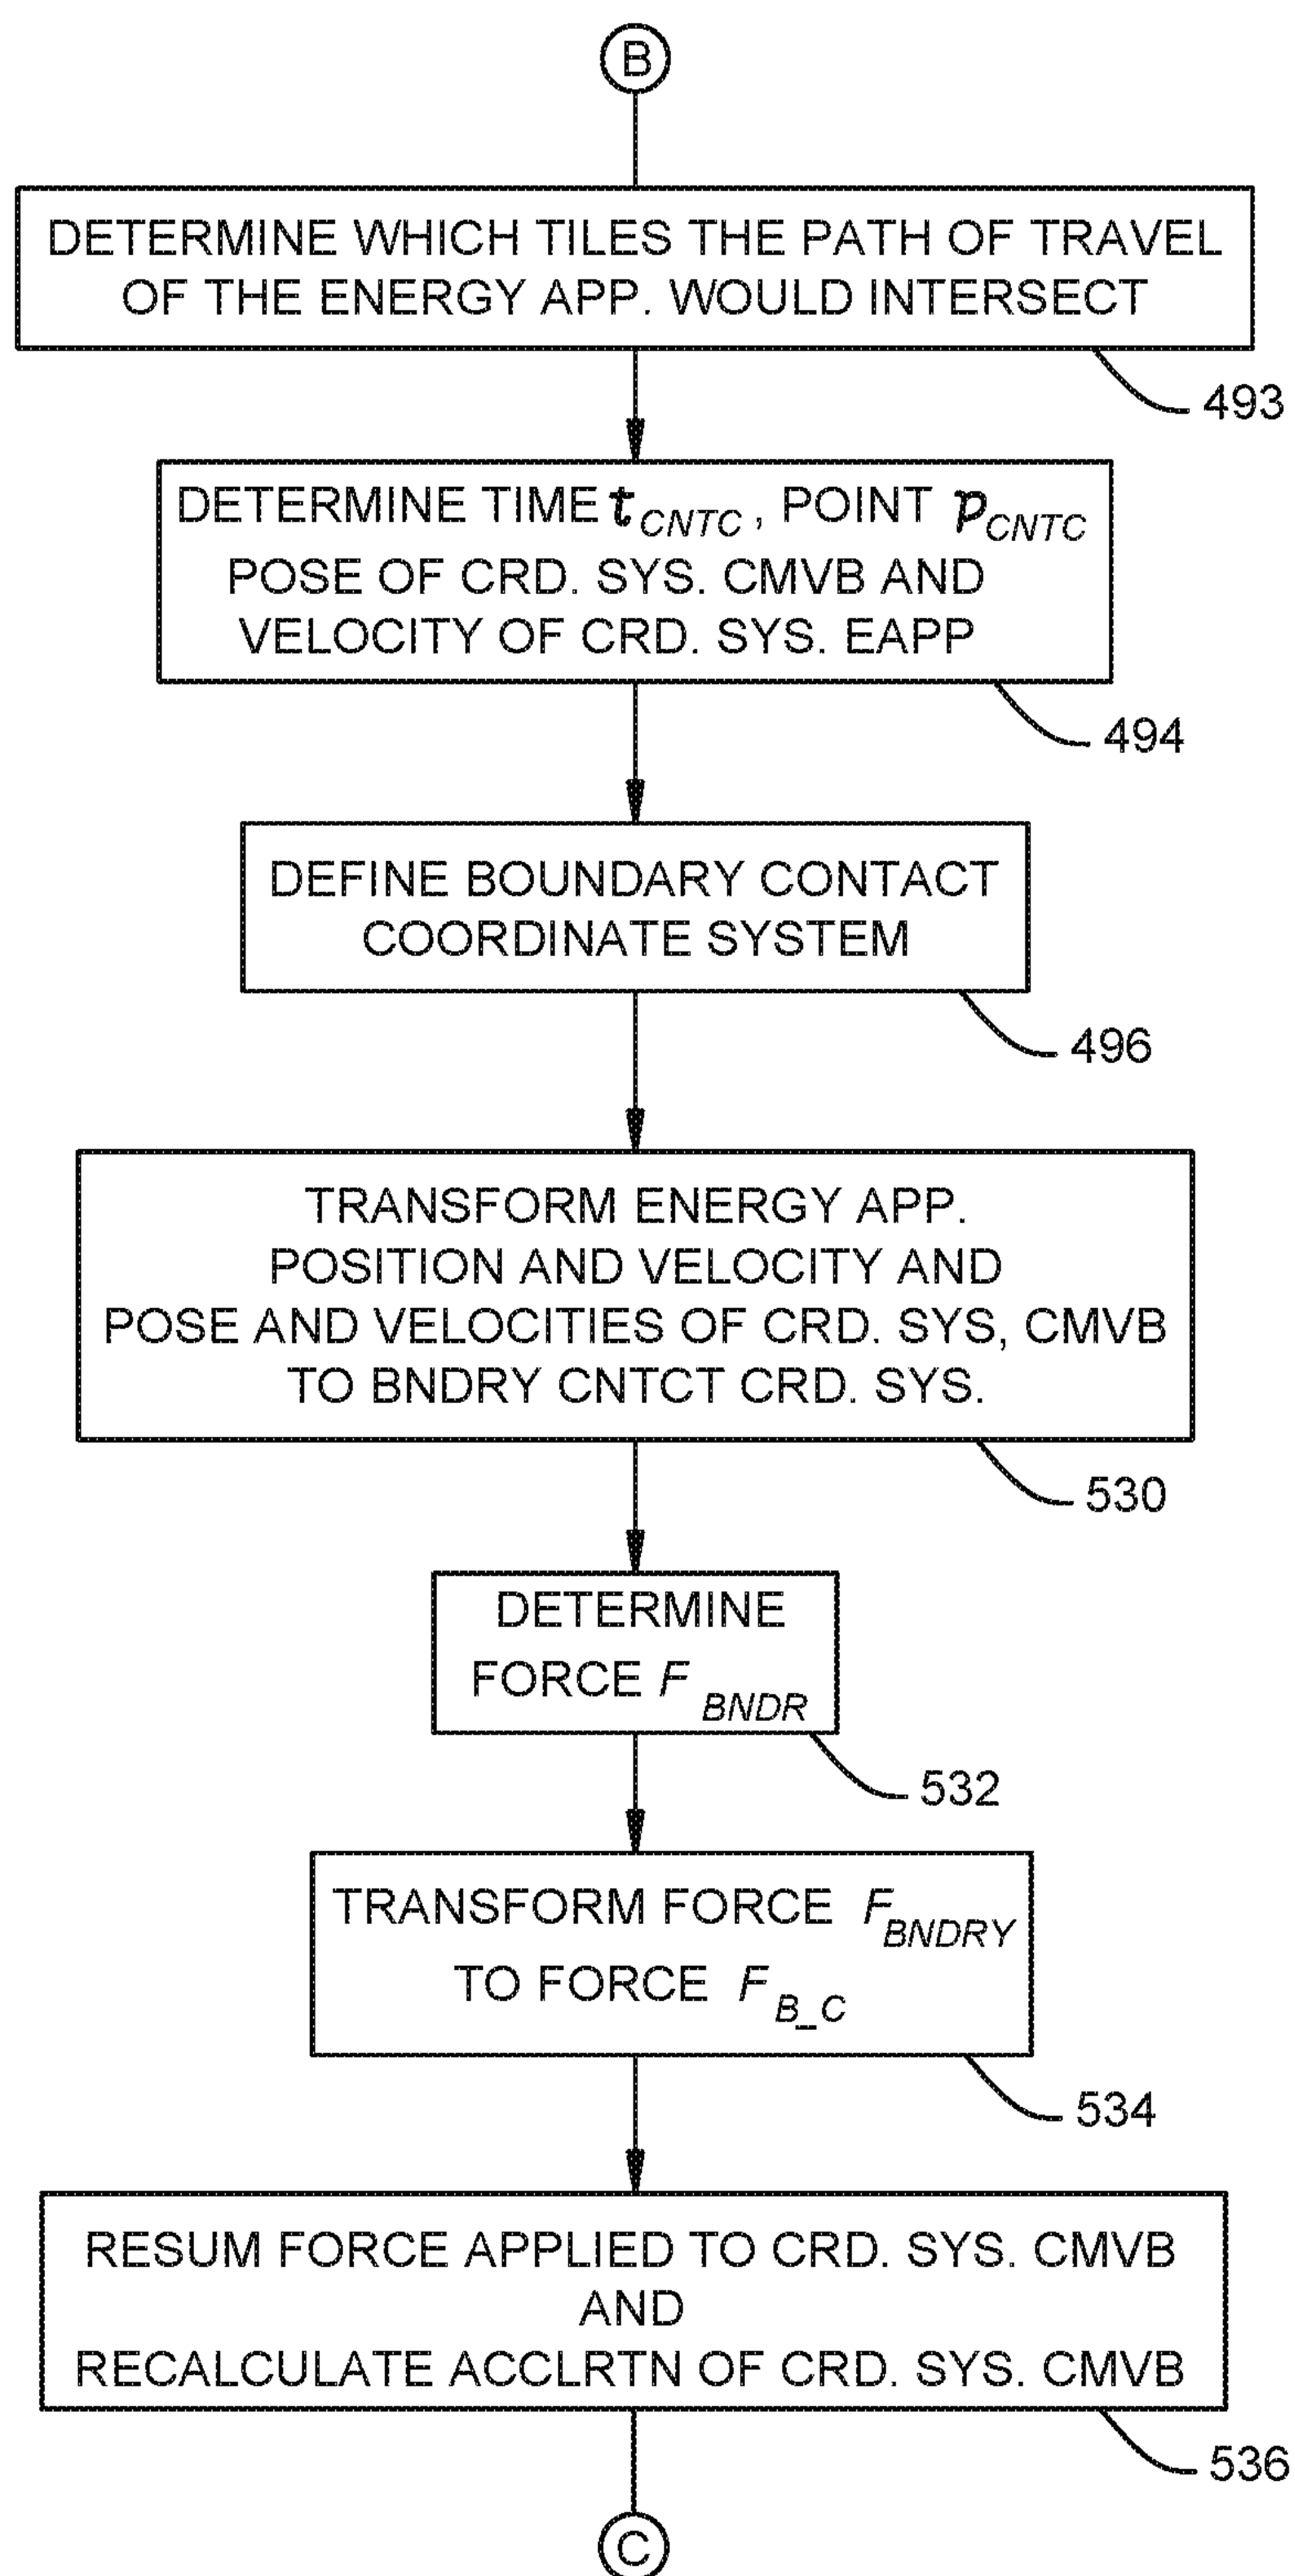 B
DETERMINE WHICH TILES THE PATH OF TRAVEL
OF THE ENERGY APP. WOULD INTERSECT
493
DETERMINE TIME t CNTC , POINT p CNTC
POSE OF CRD. SYS. CMVB AND
VELOCITY OF CRD. SYS. EAPP
494
DEFINE BOUNDARY CONTACT
COORDINATE SYSTEM
496
TRANSFORM ENERGY APP.
POSITION AND VELOCITY AND
POSE AND VELOCITIES OF CRD. SYS, CMVB
TO BNDRY CNTCT CRD. SYS.
530
DETERMINE
FORCE F BNDR
532
TRANSFORM FORCE F BNDRY
TO FORCE F B_C
534
RESUM FORCE APPLIED TO CRD. SYS. CMVB
AND
RECALCULATE ACCLRTN OF CRD. SYS. CMVB
536
C